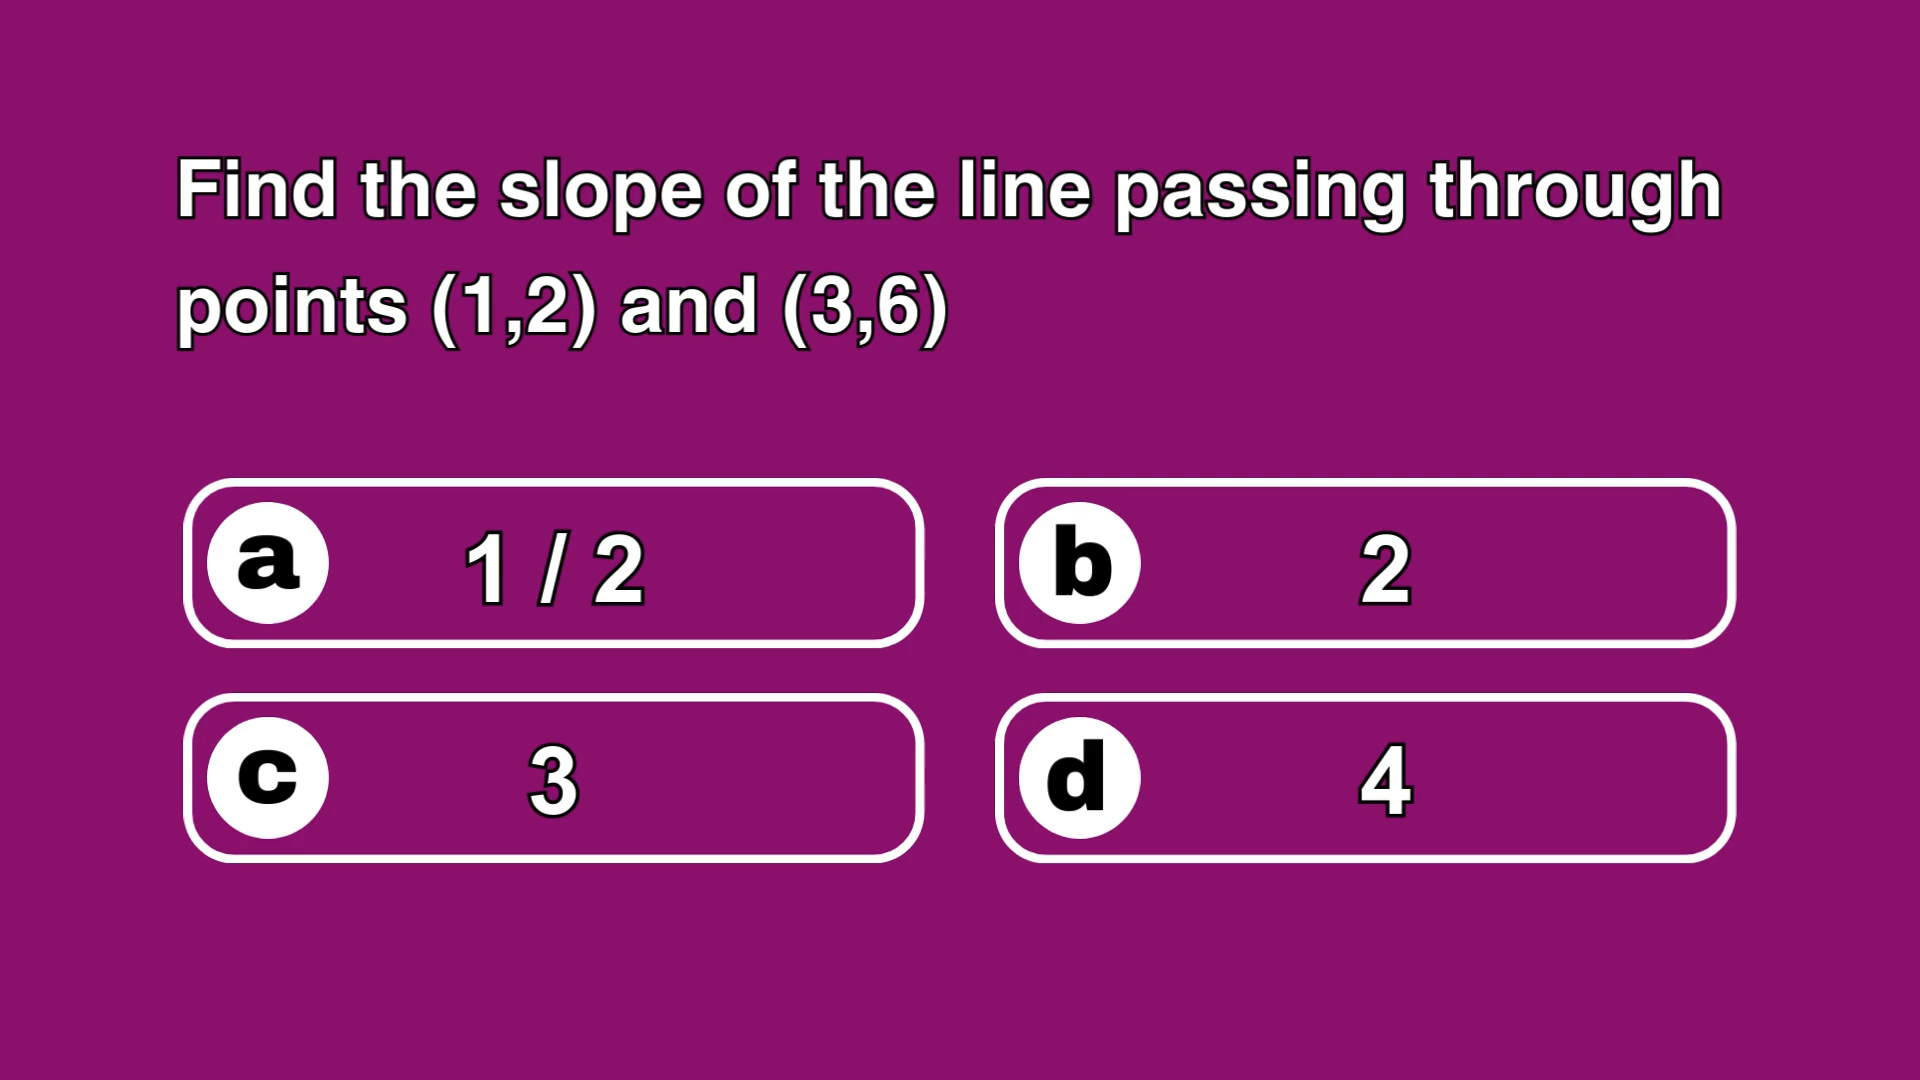 Find the slope of the line passing through
points (1,2) and (3,6)
a 1 / 2
b 2
c 3
d 4